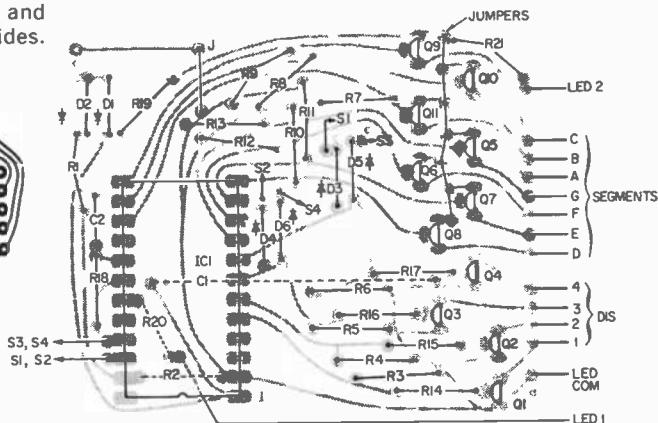 and
ides.
JUMPERS
J
Q9
R21
Q10
LED 2
D2
D1
R19
R9
R8
R7
Q11
R13
R11
R10
S1
R12
C
B
A
G
F
E
D
SEGMENTS
Q5
S3
D5
Q6
R1
S2
D3
Q7
S4
C2
D4
D6
Q8
IC1
C1
R17
Q4
R18
R6
4
3
2
1
DIS
R16
Q3
R20
R5
S3, S4
S1, S2
R15
Q2
R4
R2
R3
LED
COM
R14
Q1
1
LED 1